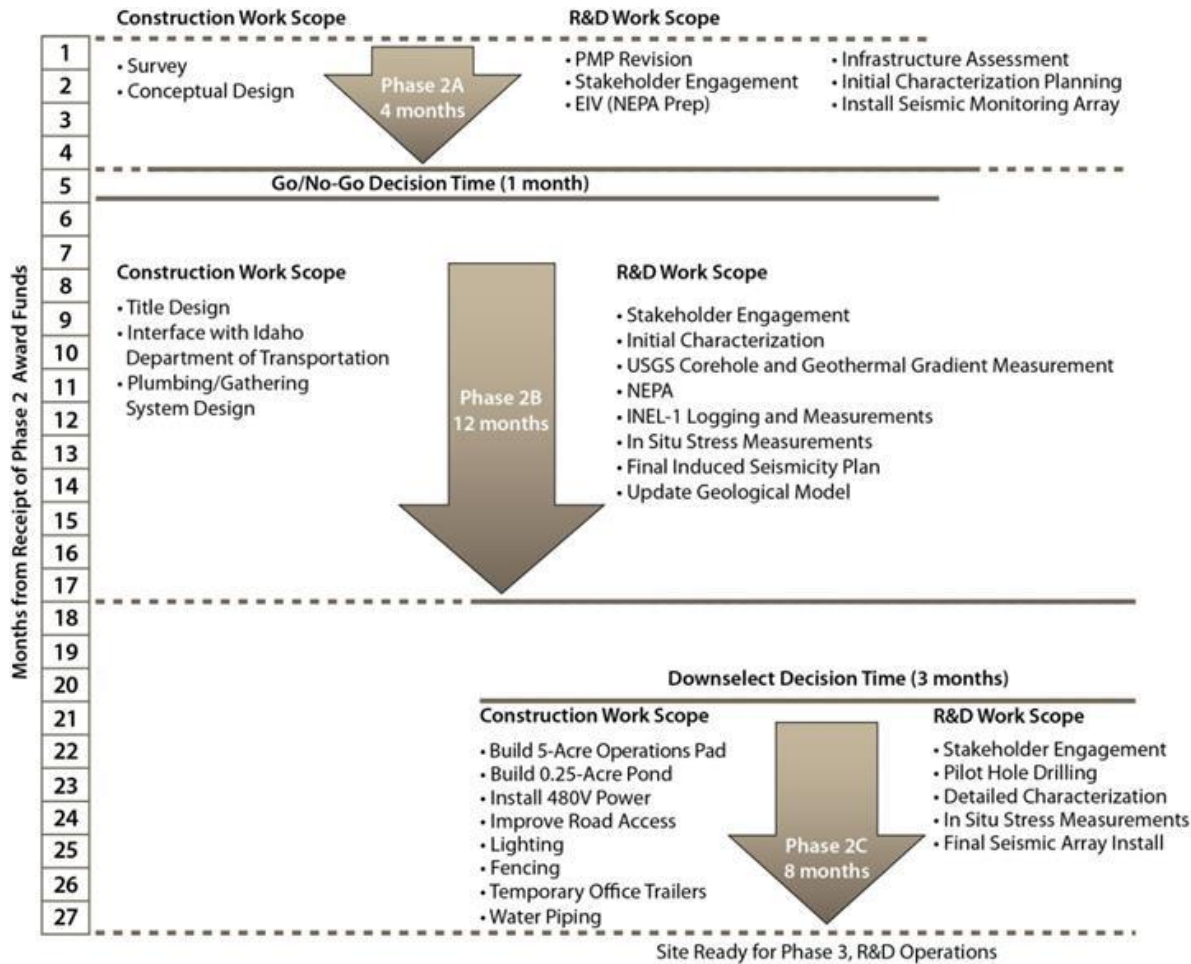 Construction Work Scope
R&D Work Scope
• Survey
• Conceptual Design
Phase 2A
4 months
• PMP Revision
• Stakeholder Engagement
• EIV (NEPA Prep)
• Infrastructure Assessment
• Initial Characterization Planning
• Install Seismic Monitoring Array
Go/No-Go Decision Time (1 month)
Months from Receipt of Phase 2 Award Funds
1
2
3
4
5
6
7
8
9
10
11
12
13
14
15
16
17
18
19
20
21
22
23
24
25
26
27
Construction Work Scope
• Title Design
• Interface with Idaho
Department of Transportation
• Plumbing/Gathering
System Design
Phase 2B
12 months
R&D Work Scope
• Stakeholder Engagement
• Initial Characterization
• USGS Corehole and Geothermal Gradient Measurement
• NEPA
• INEL-1 Logging and Measurements
• In Situ Stress Measurements
• Final Induced Seismicity Plan
• Update Geological Model
Downselect Decision Time (3 months)
Construction Work Scope
• Build 5-Acre Operations Pad
• Build 0.25-Acre Pond
• Install 480V Power
• Improve Road Access
• Lighting
• Fencing
• Temporary Office Trailers
• Water Piping
Phase 2C
8 months
R&D Work Scope
• Stakeholder Engagement
• Pilot Hole Drilling
• Detailed Characterization
• In Situ Stress Measurements
• Final Seismic Array Install
Site Ready for Phase 3, R&D Operations